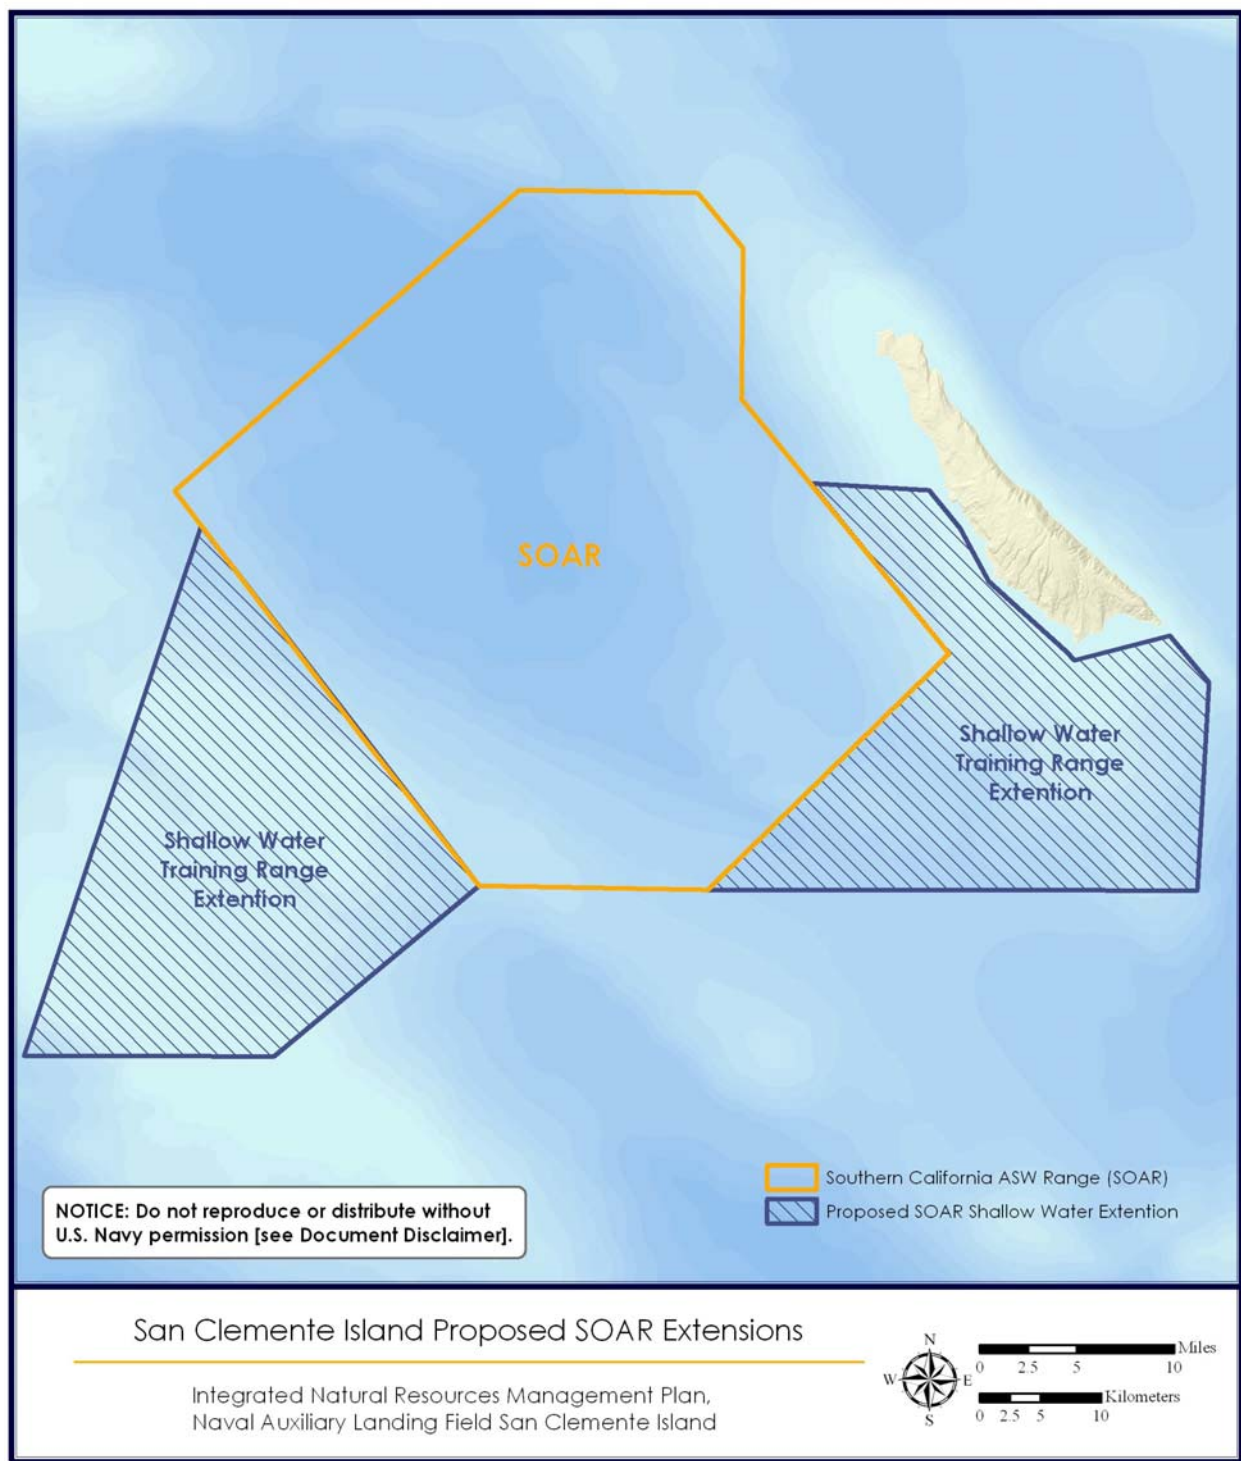 SOAR
Shallow Water
Training Range
Extention
Shallow Water
Training Range
Extention
Southern California ASW Range (SOAR)
Proposed SOAR Shallow Water Extention
NOTICE: Do not reproduce or distribute without
U.S. Navy permission [see Document Disclaimer].
San Clemente Island Proposed SOAR Extensions
Integrated Natural Resources Management Plan,
Naval Auxiliary Landing Field San Clemente Island
N
W E
S
Miles
0 2.5 5 10
Kilometers
0 2.5 5 10